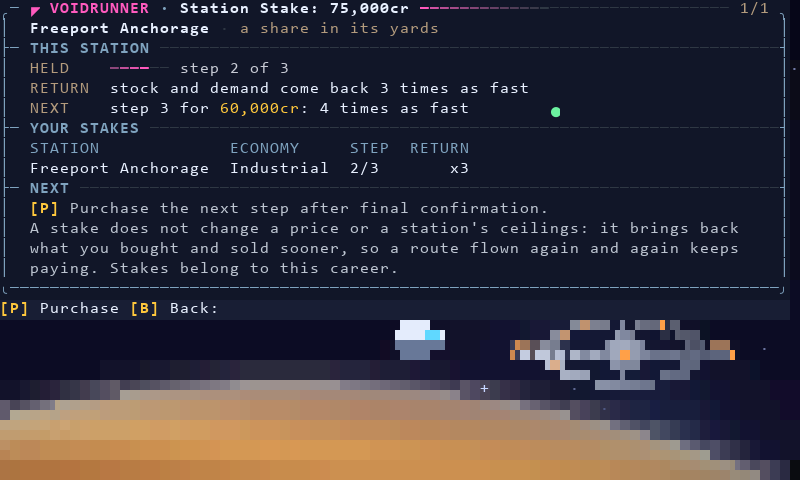 VOIDRUNNER · Station Stake: 75,000cr 1/1
Freeport Anchorage · a share in its yards
THIS STATION
HELD step 2 of 3
RETURN stock and demand come back 3 times as fast
NEXT step 3 for 60,000cr: 4 times as fast
YOUR STAKES
STATION ECONOMY STEP RETURN
Freeport Anchorage Industrial 2/3 x3
NEXT
[P] Purchase the next step after final confirmation.
A stake does not change a price or a station's ceilings: it brings back
what you bought and sold sooner, so a route flown again and again keeps
paying. Stakes belong to this career.
[P] Purchase [B] Back: